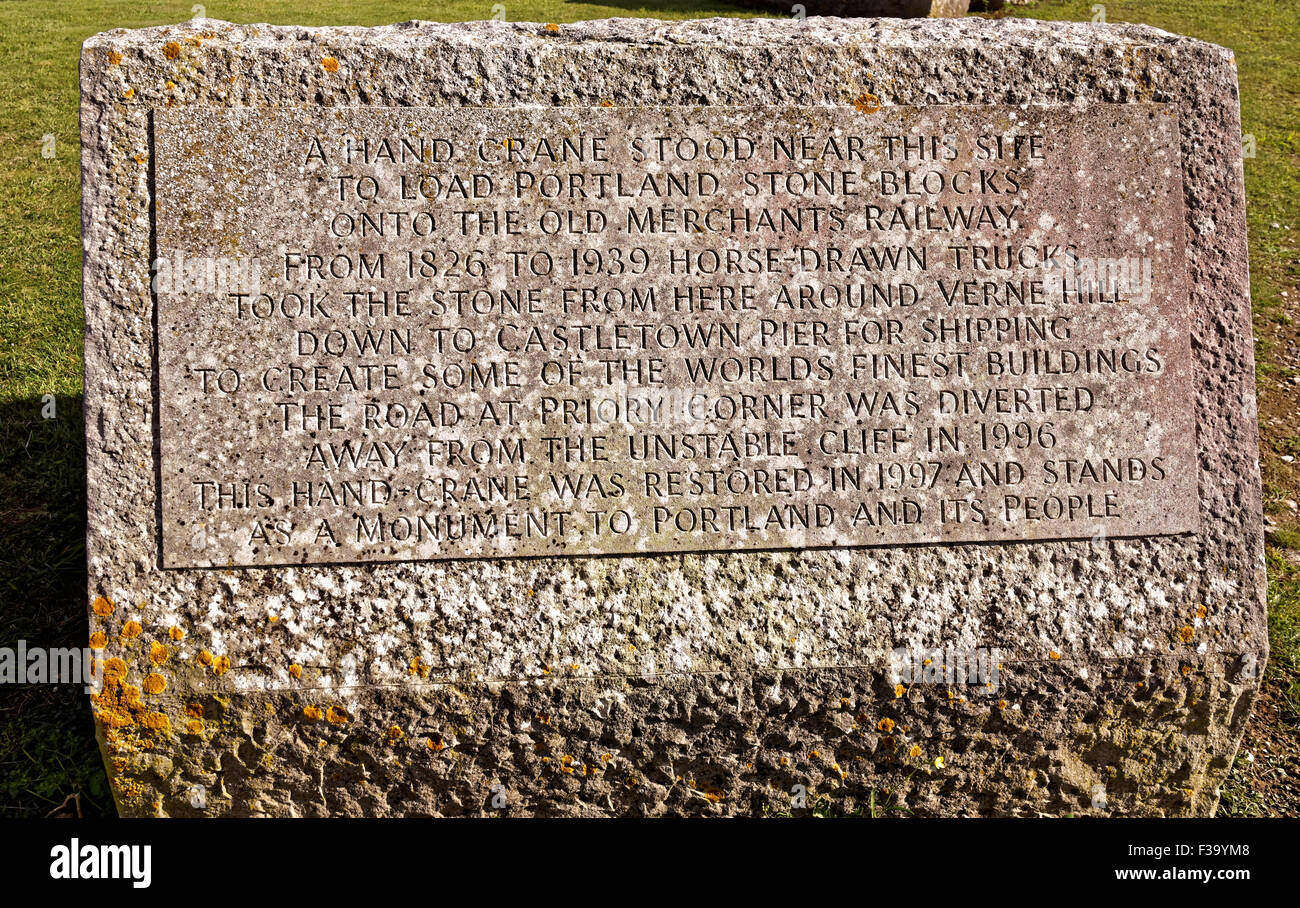 A HAND CRANE STOOD NEAR THIS SITE
TO LOAD PORTLAND STONE BLOCKS
ONTO THE OLD MERCHANTS RAILWAY
FROM 1826 TO 1939 HORSE-DRAWN TRUCKS
TOOK THE STONE FROM HERE AROUND VERNE HILL
DOWN TO CASTLETOWN PIER FOR SHIPPING
TO CREATE SOME OF THE WORLDS FINEST BUILDINGS
THE ROAD AT PRIORY CORNER WAS DIVERTED
AWAY FROM THE UNSTABLE CLIFF IN 1996
THIS HAND-CRANE WAS RESTORED IN 1997 AND STANDS
AS A MONUMENT TO PORTLAND AND ITS PEOPLE
alamy
a
alamy stock photo
F39YM8
www.alamy.com